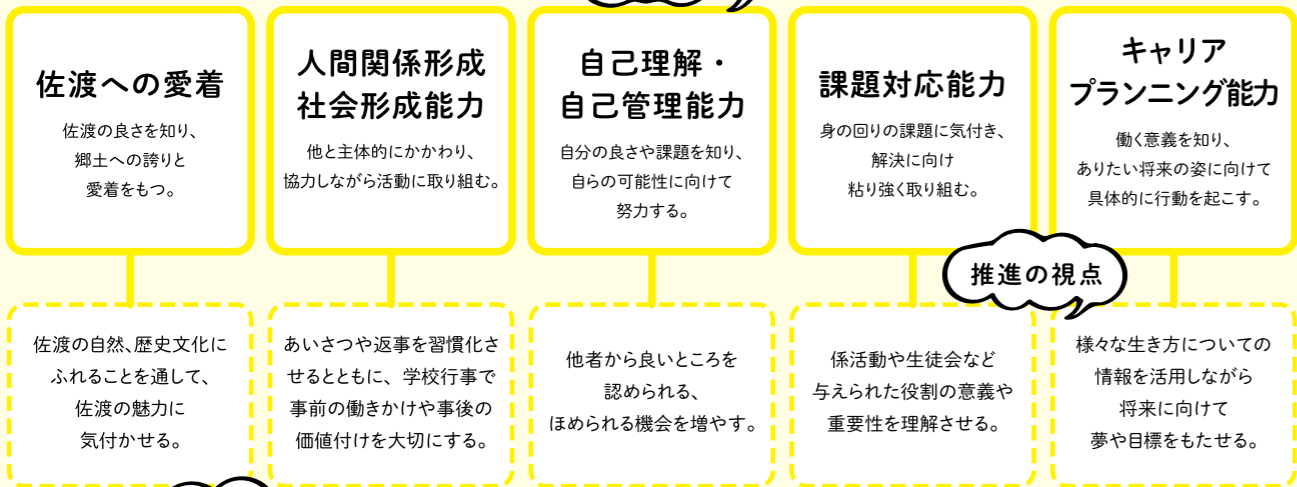 佐渡への愛着
佐渡の良さを知り、
郷土への誇りと
愛着をもつ。
人間関係形成
社会形成能力
他と主体的にかかわり、
協力しながら活動に取り組む。
自己理解・
自己管理能力
自分の良さや課題を知り、
自らの可能性に向けて
努力する。
課題対応能力
身の回りの課題に気付き、
解決に向け
粘り強く取り組む。
キャリア
プランニング能力
働く意義を知り、
ありたい将来の姿に向けて
具体的に行動を起こす。
推進の視点
佐渡の自然、歴史文化に
ふれることを通して、
佐渡の魅力に
気付かせる。
あいさつや返事を習慣化さ
せるとともに、学校行事で
事前の働きかけや事後の
価値付けを大切にする。
他者から良いところを
認められる、
ほめられる機会を増やす。
係活動や生徒会など
与えられた役割の意義や
重要性を理解させる。
様々な生き方についての
情報を活用しながら
将来に向けて
夢や目標をもたせる。